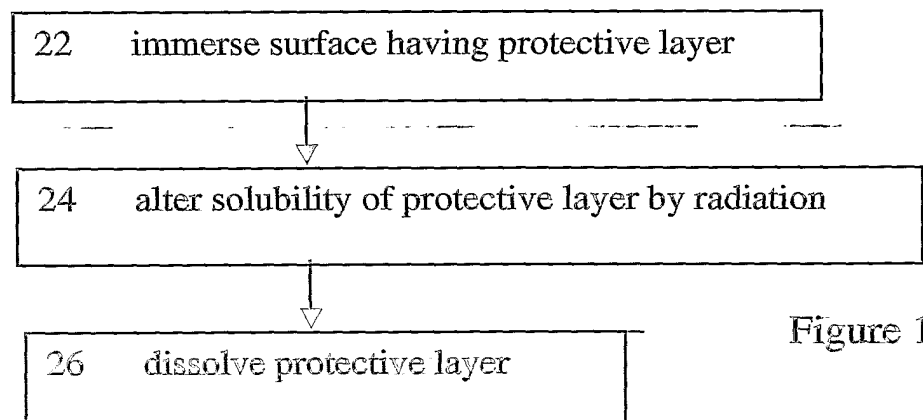 22 immerse surface having protective layer
24 alter solubility of protective layer by radiation
Figure 1
26 dissolve protective layer